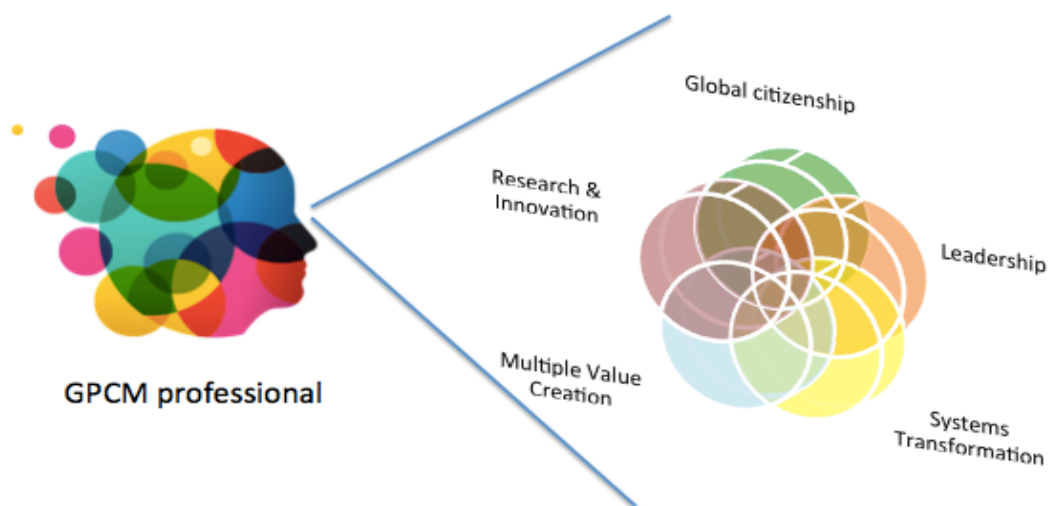 Global citizenship
Research &
Innovation
Leadership
Multiple Value
Creation
GPCM professional
Systems
Transformation